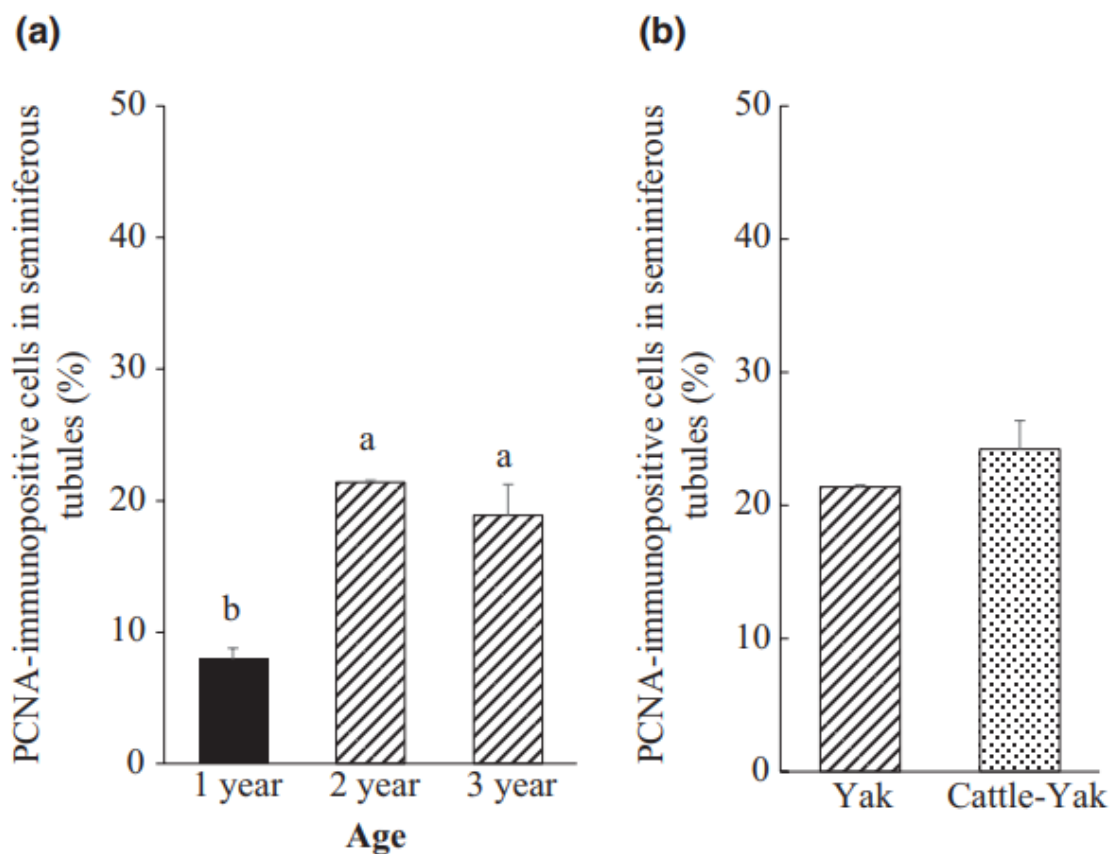 (a)
PCNA-immunopositive cells in seminiferous
tubules (%)
50
40
30
20
10
0
a
a
b
1 year 2 year 3 year
Age
(b)
PCNA-immunopositive cells in seminiferous
tubules (%)
50
40
30
20
10
0
Yak Cattle-Yak